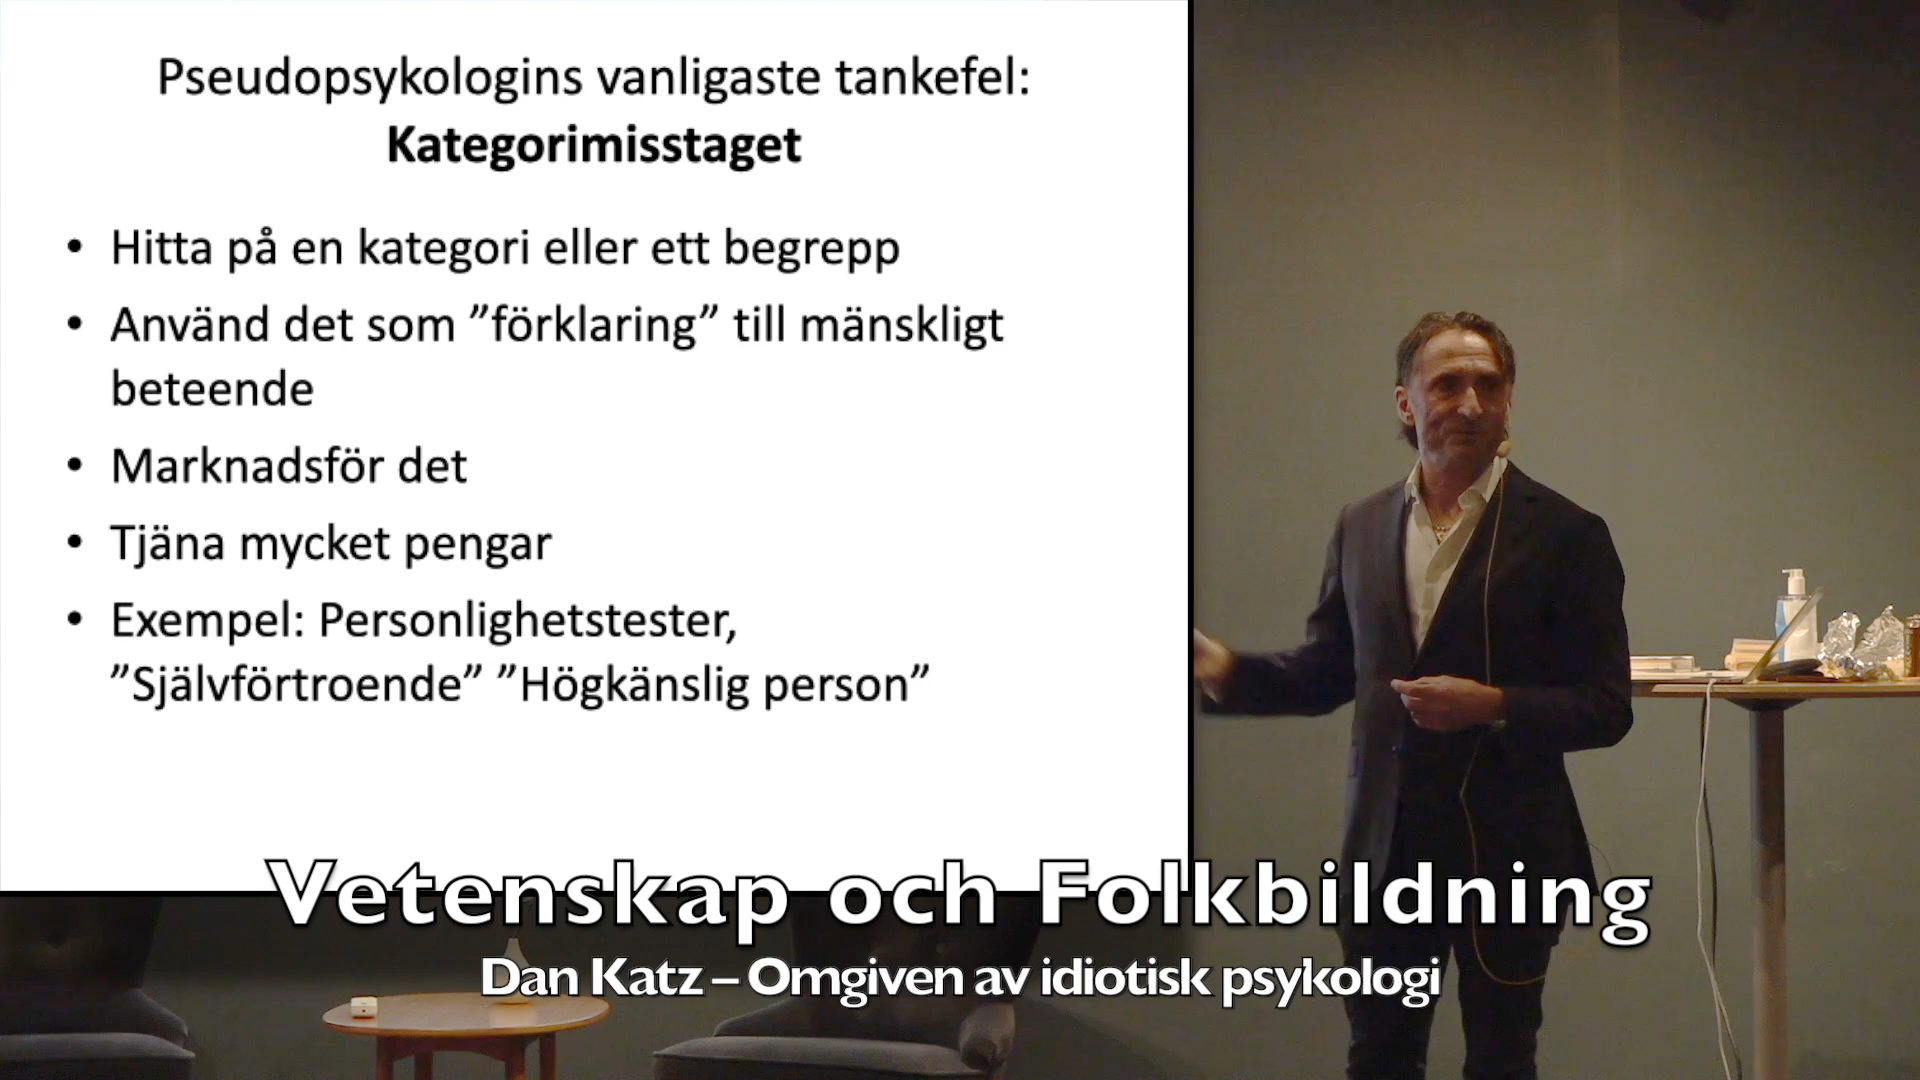 Pseudopsykologins vanligaste tankefel:
Kategorimisstaget
• Hitta på en kategori eller ett begrepp
• Använd det som ”förklaring” till mänskligt
beteende
• Marknadsför det
• Tjäna mycket pengar
• Exempel: Personlighetstester,
”Självförtroende” ”Högkänslig person”
Vetenskap och Folkbildning
Dan Katz – Omgiven av idiotisk psykologi